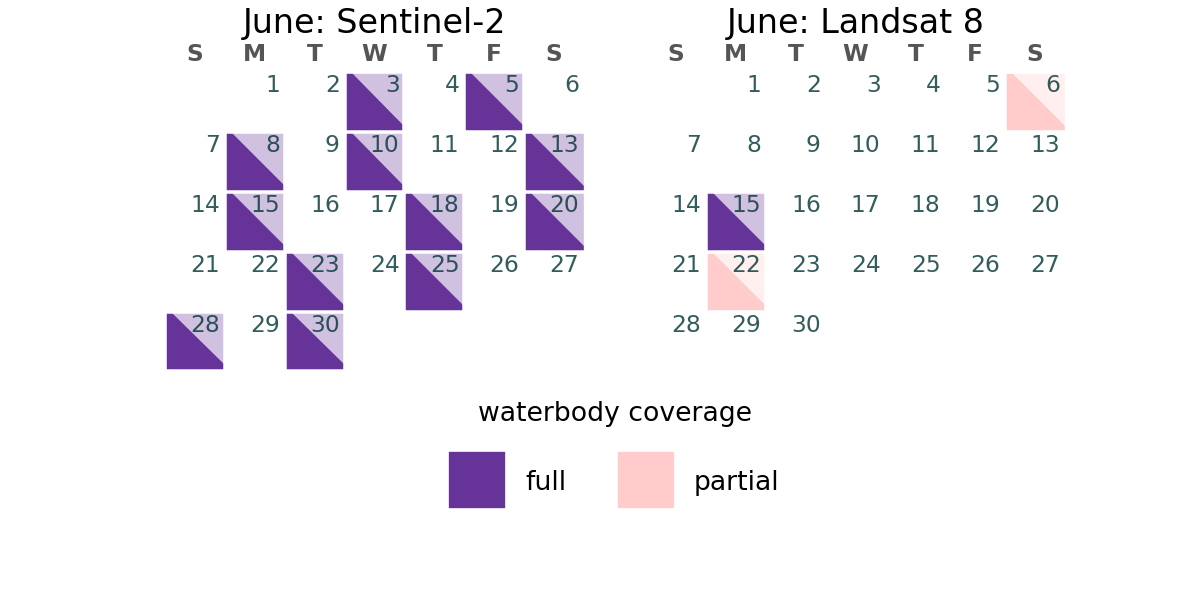 June: Sentinel-2
S M T W T F S
1 2 3 4 5 6
7 8 9 10 11 12 13
14 15 16 17 18 19 20
21 22 23 24 25 26 27
28 29 30
June: Landsat 8
S M T W T F S
1 2 3 4 5 6
7 8 9 10 11 12 13
14 15 16 17 18 19 20
21 22 23 24 25 26 27
28 29 30
waterbody coverage
full
partial